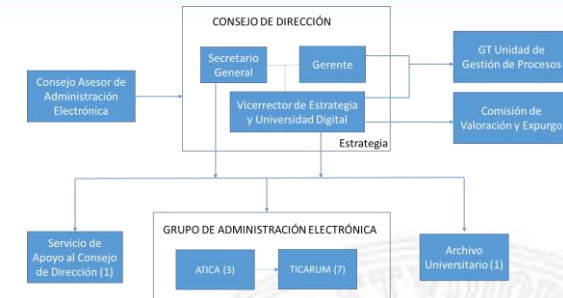 CONSEJO DE DIRECCIÓN
Secretario
General
Gerente
GT Unidad de
Gestión de Procesos
Consejo Asesor de
Administración
Electrónica
Vicerrector de Estrategia
y Universidad Digital
Comisión de
Valoración y Expurgo
Estrategia
GRUPO DE ADMINISTRACIÓN ELECTRÓNICA
Servicio de
Apoyo al Consejo
de Dirección (1)
ATICA (3)
TICARUM (7)
Archivo
Universitario (1)